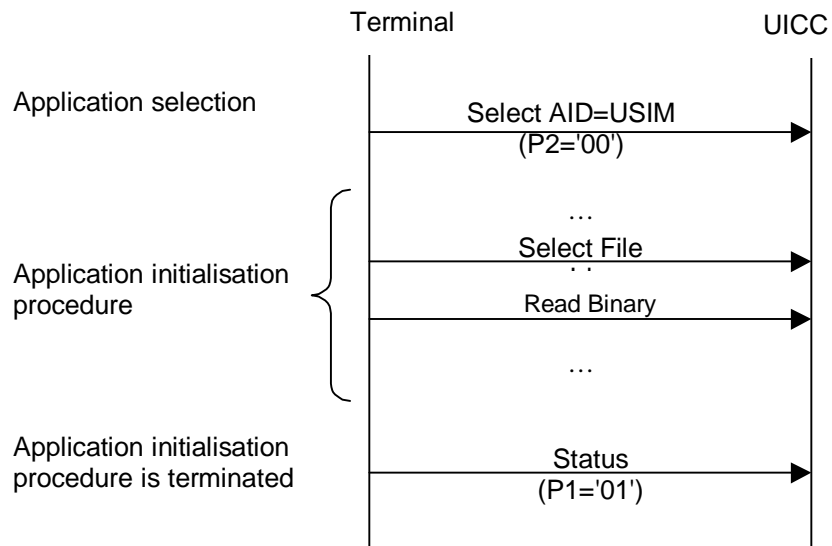 Terminal
UICC
Application selection
Select AID=USIM
(P2='00')
...
Select File
. .
Application initialisation
procedure
Read Binary
...
Application initialisation
procedure is terminated
Status
(P1='01')